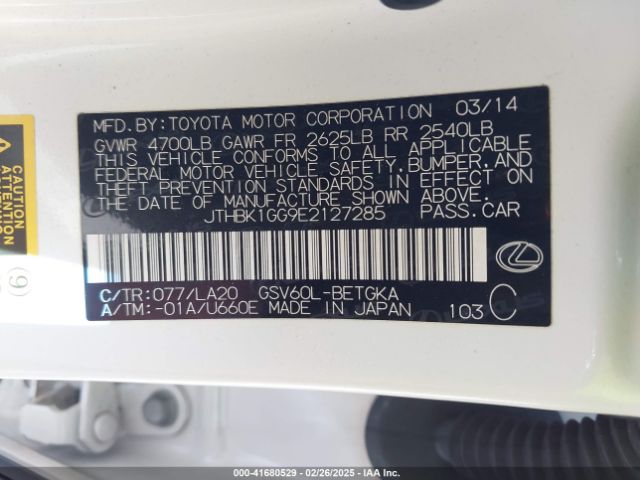 MFD.BY:TOYOTA MOTOR CORPORATION 03/14
GVWR 4700LB GAWR FR 2625LB RR 2540LB
THIS VEHICLE CONFORMS TO ALL APPLICABLE
FEDERAL MOTOR VEHICLE SAFETY,BUMPER,AND
THEFT PREVENTION STANDARDS IN EFFECT ON
THE DATE OF MANUFACTURE SHOWN ABOVE.
JTHBK1GG9E2127285 PASS.CAR
C/TR:077/LA20 GSV60L-BETGKA
A/TM:-01A/U660E MADE IN JAPAN 103 C
CAUTION
ATTENTION
9
000-41680529 - 02/26/2025 - IAA Inc.